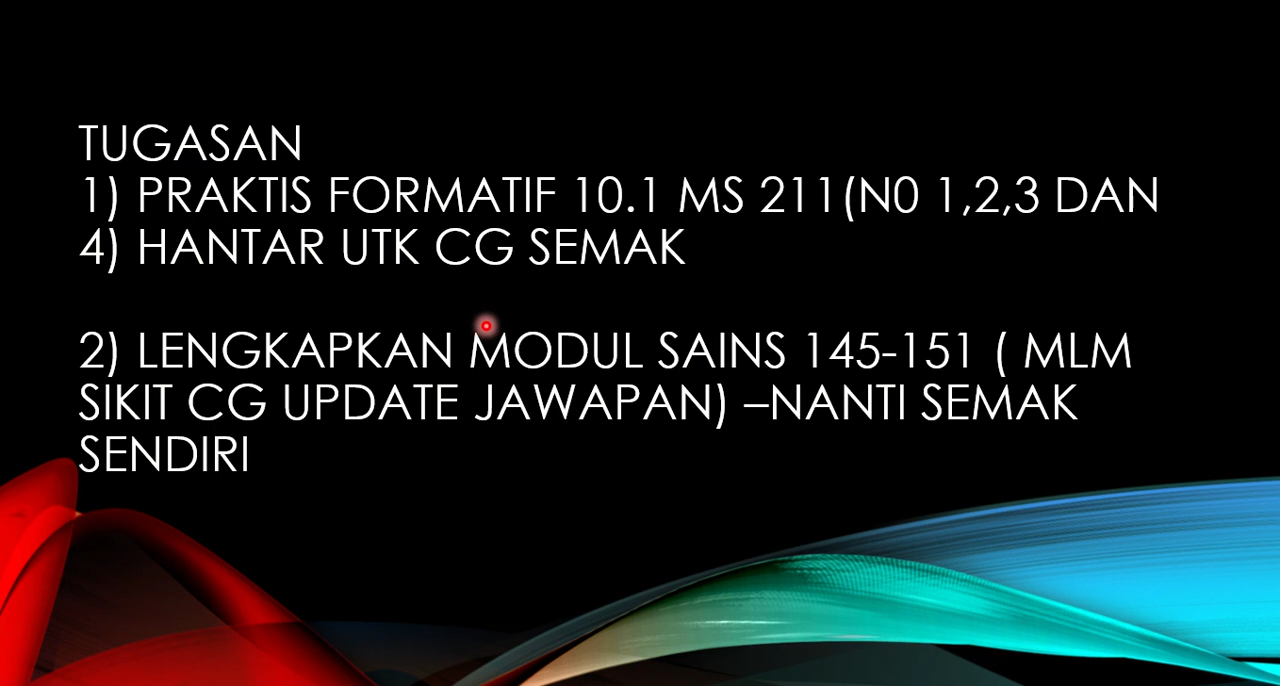 TUGASAN
1) PRAKTIS FORMATIF 10.1 MS 211(N0 1,2,3 DAN
4) HANTAR UTK CG SEMAK
2) LENGKAPKAN MODUL SAINS 145-151 ( MLM
SIKIT CG UPDATE JAWAPAN) –NANTI SEMAK
SENDIRI